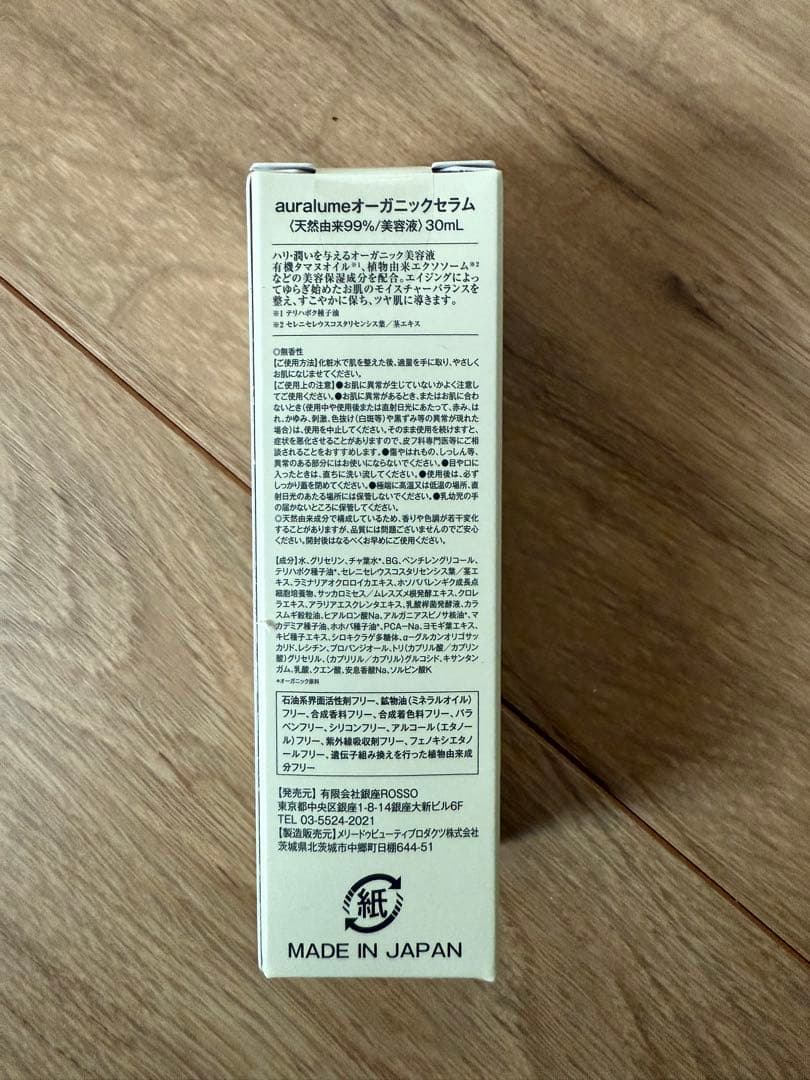 auralumeオーガニックセラム
〈天然由来99%/美容液〉30mL
ハリ・潤いを与えるオーガニック美容液
有機タマヌオイル※1、植物由来エクソソーム※2
などの美容保湿成分を配合。エイジングによっ
てゆらぎ始めたお肌のモイスチャーバランスを
整え、すこやかに保ち、ツヤ肌に導きます。
※1 テリハボク種子油
※2 セレニセレウスコスタリセンシス葉／茎エキス
◎無香性
【ご使用方法】化粧水で肌を整えた後、適量を手に取り、やさしく
お肌になじませてください。
【ご使用上の注意】●お肌に異常が生じていないかよく注意し
てご使用ください。●お肌に異常があるとき、またはお肌に合わ
ないとき（使用中や使用後または直射日光にあたって、赤み、は
れ、かゆみ、刺激、色抜け（白斑等）や黒ずみ等の異常が現れた
場合）は、使用を中止してください。そのまま使用を続けますと、
症状を悪化させることがありますので、皮フ科専門医等にご相
談されることをおすすめします。●傷やはれもの、しっしん等、
異常のある部分にはお使いにならないでください。●目や口に
入ったときは、直ちに洗い流してください。●使用後は、必ず
しっかり蓋を閉めてください。●極端に高温又は低温の場所、直
射日光のあたる場所には保管しないでください。●乳幼児の手
の届かないところに保管してください。
◎天然由来成分で構成しているため、香りや色調が若干変化
することがありますが、品質には問題ございませんのでご安心
ください。開封後はなるべくお早めにご使用ください。
【成分】水、グリセリン、チャ葉水*、BG、ペンチレングリコール、
テリハボク種子油*、セレニセレウスコスタリセンシス葉／茎エ
キス、ラミナリアオクロロイカエキス、ホソババレンギク成長点
細胞培養物、サッカロミセス／ムレスズメ根発酵エキス、クロレ
ラエキス、アラリアエスクレンタエキス、乳酸桿菌発酵液、カラ
スムギ穀粒油、ヒアルロン酸Na、アルガニアスピノサ核油*、マ
カデミア種子油、ホホバ種子油*、PCA-Na、ヨモギ葉エキス、
キビ種子エキス、シロキクラゲ多糖体、α-グルカンオリゴサッ
カリド、レシチン、プロパンジオール、トリ（カプリル酸／カプリン
酸）グリセリル、（カプリリル／カプリル）グルコシド、キサンタン
ガム、乳酸、クエン酸、安息香酸Na、ソルビン酸K
*オーガニック原料
石油系界面活性剤フリー、鉱物油（ミネラルオイル）
フリー、合成香料フリー、合成着色料フリー、パラ
ベンフリー、シリコンフリー、アルコール（エタノー
ル）フリー、紫外線吸収剤フリー、フェノキシエタノ
ールフリー、遺伝子組み換えを行った植物由来成
分フリー
【発売元】有限会社銀座ROSSO
東京都中央区銀座1-8-14銀座大新ビル6F
TEL 03-5524-2021
【製造販売元】メリードゥビューティプロダクツ株式会社
茨城県北茨城市中郷町日棚644-51
紙
MADE IN JAPAN